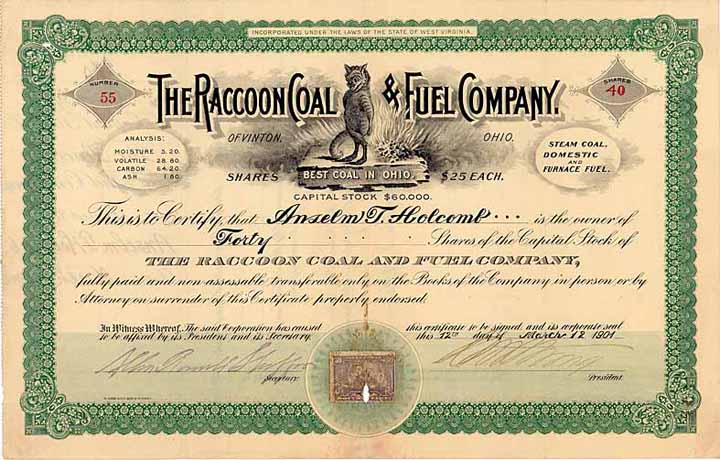 INCORPORATED UNDER THE LAWS OF THE STATE OF WEST VIRGINIA.
NUMBER
55
THE RACCOON COAL & FUEL COMPANY.
SHARES
40
OF VINTON, OHIO.
ANALYSIS:
MOISTURE 3.20.
VOLATILE 28.80.
CARBON 64.20
ASH 1.80.
STEAM COAL,
DOMESTIC
AND
FURNACE FUEL.
SHARES $25 EACH.
BEST COAL IN OHIO.
CAPITAL STOCK $60,000.
This is to Certify, that Anselm T. Holcomb is the owner of
Forty Shares of the Capital Stock of
THE RACCOON COAL AND FUEL COMPANY,
fully paid and non-assessable transferable only on the Books of the Company in person or by
Attorney on surrender of this Certificate properly endorsed.
In Witness Whereof, The said Corporation has caused this certificate to be signed, and its corporate seal
to be affixed by its President and its Secretary, this 12th day of March 12 1901
Secretary.
President.